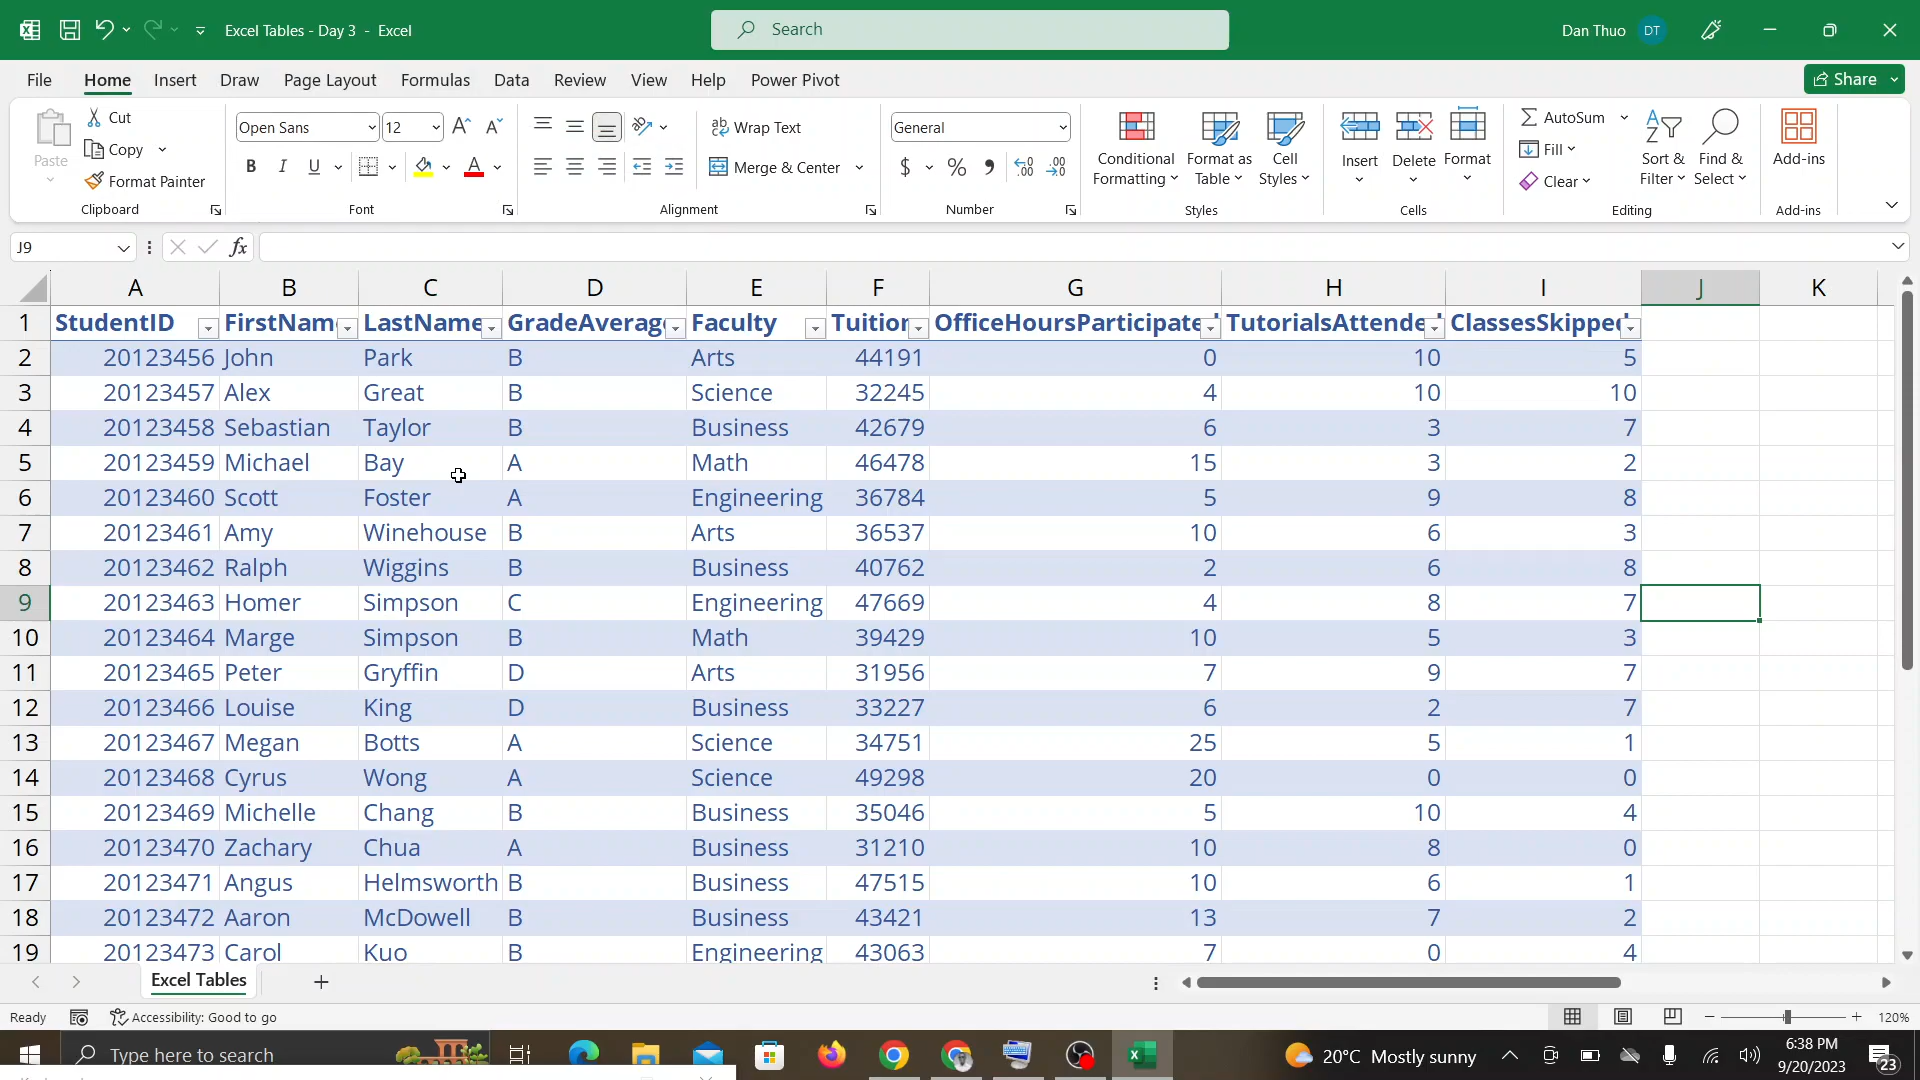 Excel Tables - Day 3 - Excel
Search
Dan Thuo DT
File Home Insert Draw Page Layout Formulas Data Review View Help Power Pivot
Share
Paste
Cut
Copy
Format Painter
Clipboard
Open Sans 12
B I U A
Font
ab Wrap Text
Merge & Center
Alignment
General
$ % 9 .00
Number
Conditional Formatting
Format as Table
Cell Styles
Styles
Insert Delete Format
Cells
AutoSum
Fill
Clear
Sort & Filter
Find & Select
Editing
Add-ins
Add-ins
J9 fx
A B C D E F G H I J K
1 StudentID FirstNam LastName GradeAverag Faculty Tuition OfficeHoursParticipate TutorialsAttende ClassesSkipped
2 20123456 John Park B Arts 44191 0 10 5
3 20123457 Alex Great B Science 32245 4 10 10
4 20123458 Sebastian Taylor B Business 42679 6 3 7
5 20123459 Michael Bay A Math 46478 15 3 2
6 20123460 Scott Foster A Engineering 36784 5 9 8
7 20123461 Amy Winehouse B Arts 36537 10 6 3
8 20123462 Ralph Wiggins B Business 40762 2 6 8
9 20123463 Homer Simpson C Engineering 47669 4 8 7
10 20123464 Marge Simpson B Math 39429 10 5 3
11 20123465 Peter Gryffin D Arts 31956 7 9 7
12 20123466 Louise King D Business 33227 6 2 7
13 20123467 Megan Botts A Science 34751 25 5 1
14 20123468 Cyrus Wong A Science 49298 20 0 0
15 20123469 Michelle Chang B Business 35046 5 10 4
16 20123470 Zachary Chua A Business 31210 10 8 0
17 20123471 Angus Helmsworth B Business 47515 10 6 1
18 20123472 Aaron McDowell B Business 43421 13 7 2
19 20123473 Carol Kuo B Engineering 43063 7 0 4
Excel Tables
Ready
Accessibility: Good to go
120%
Type here to search
20°C Mostly sunny
6:38 PM
9/20/2023
23